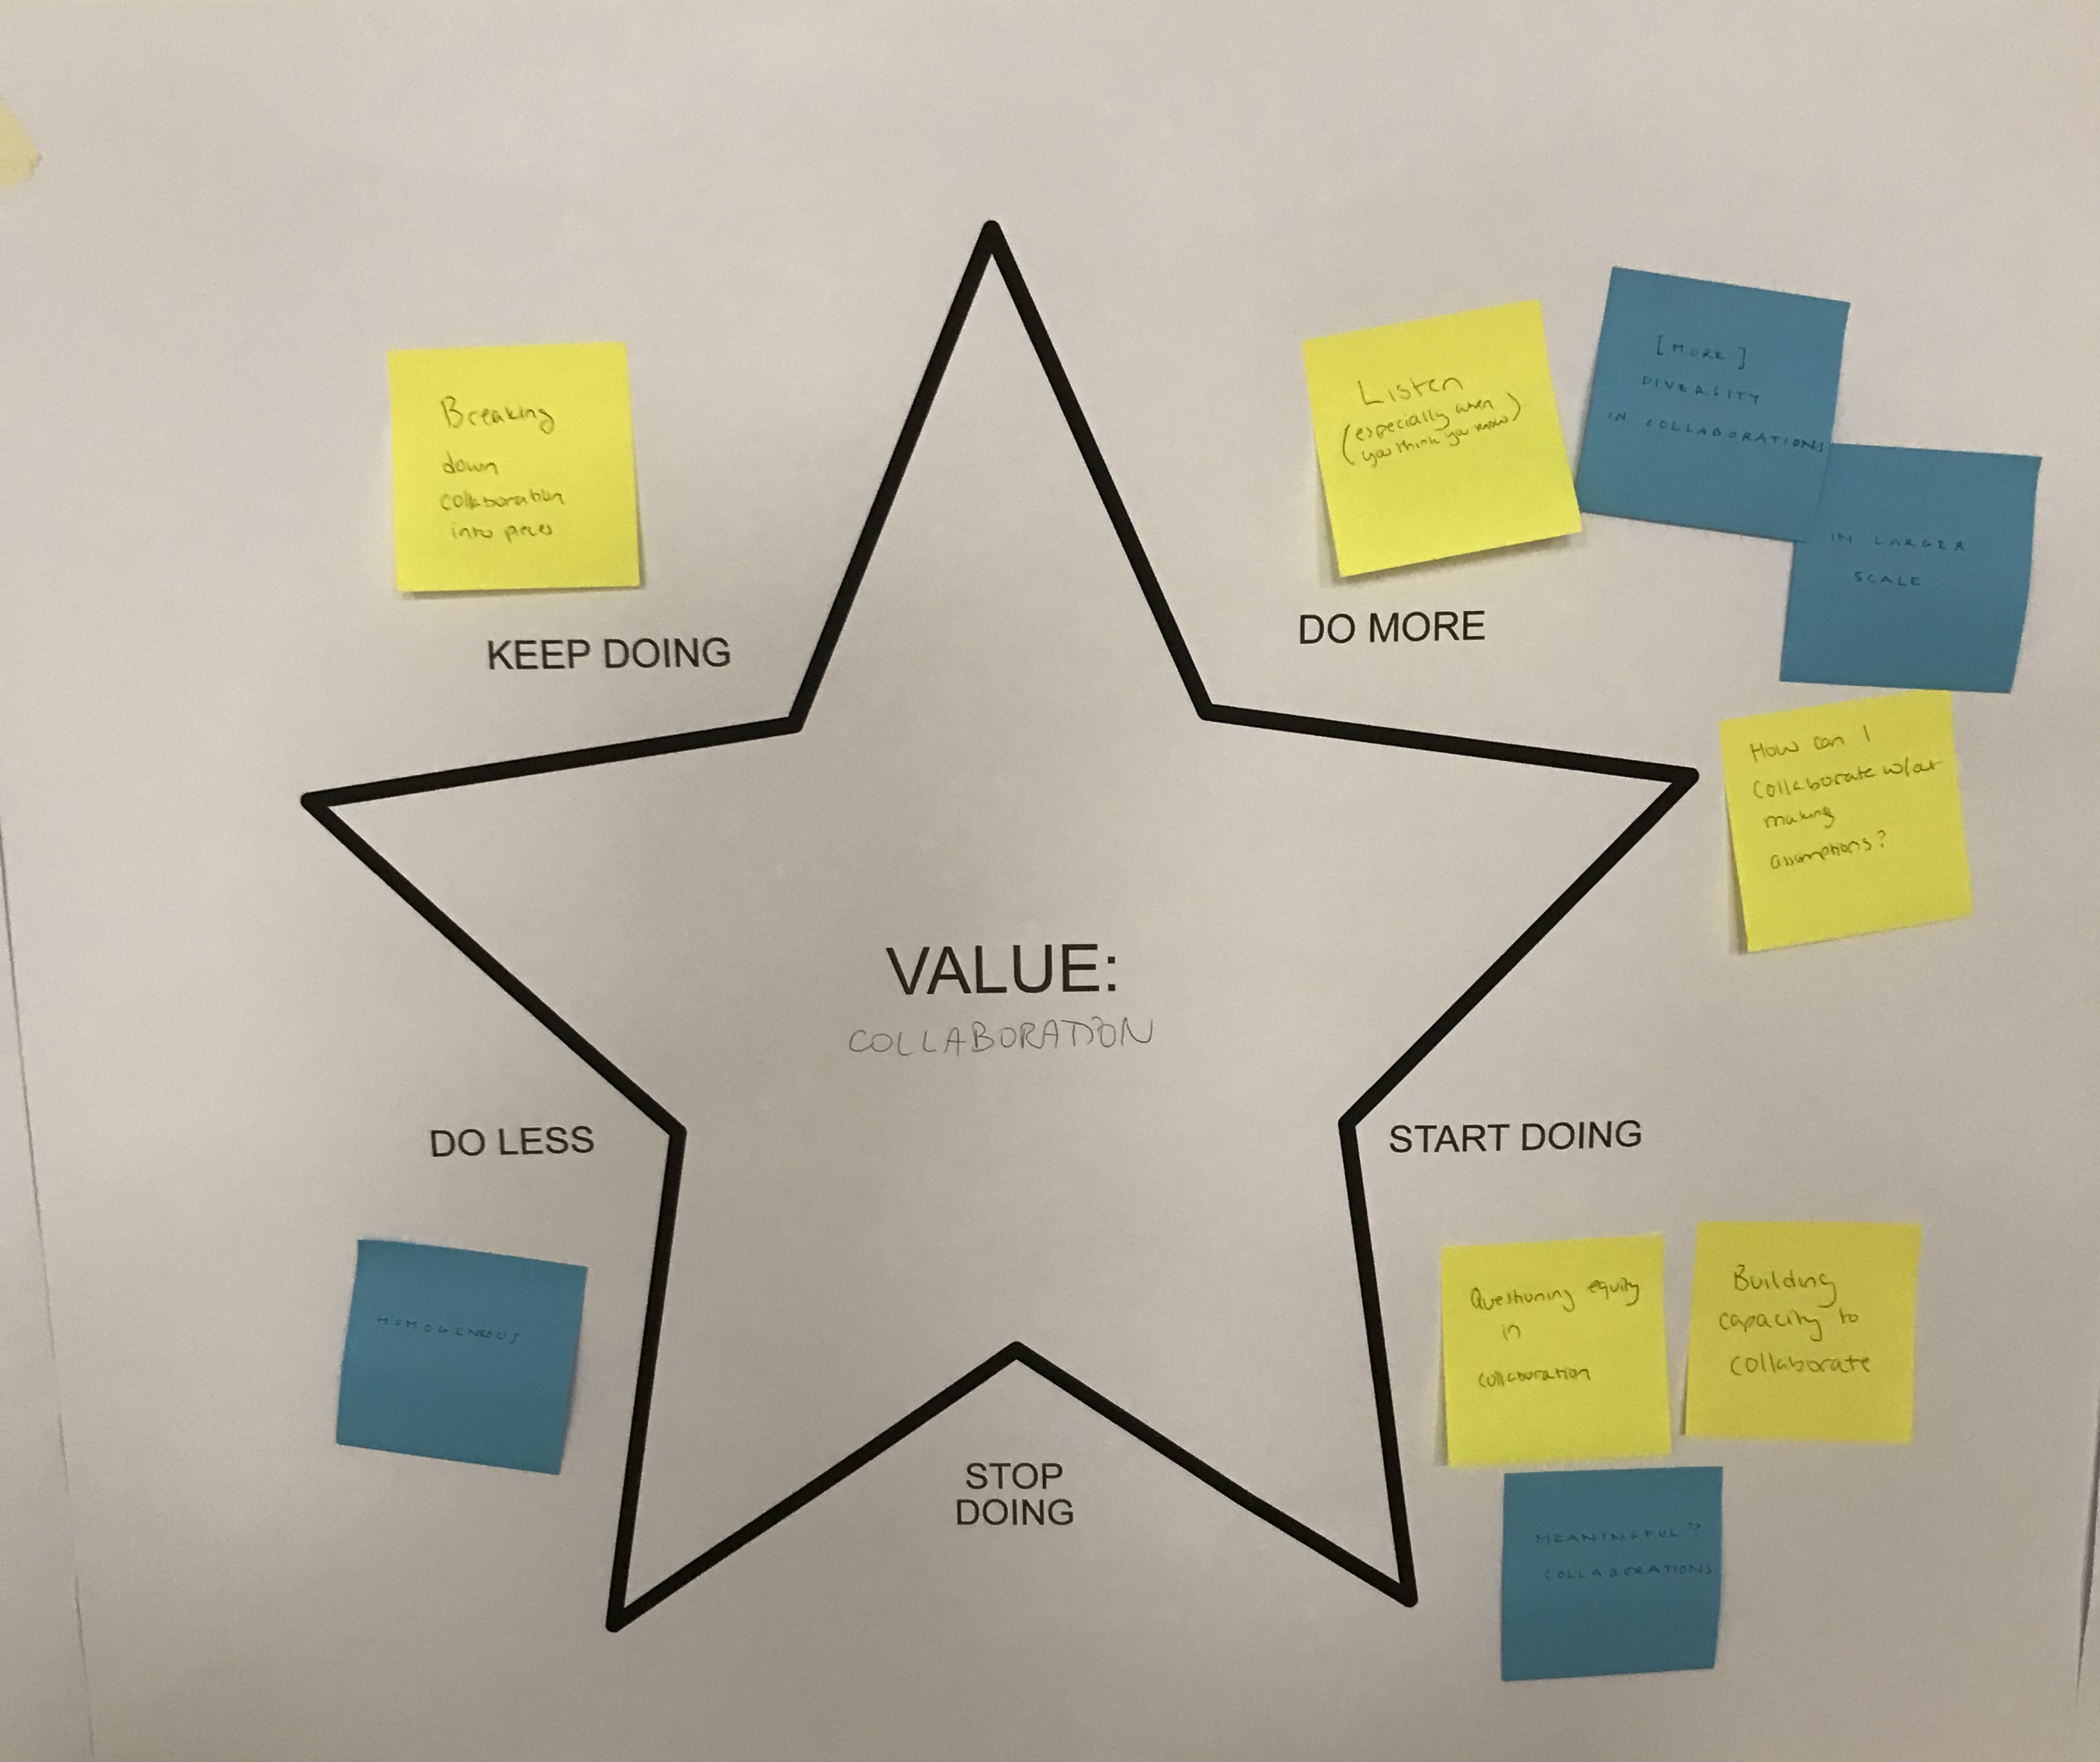 Breaking
down
collaboration
into pieces
KEEP DOING
Listen
(especially when
you think you know)
[MORE]
DIVERSITY
IN COLLABORATIONS
IN LARGER
SCALE
DO MORE
How can I
collaborate w/out
making
assumptions?
VALUE:
COLLABORATION
DO LESS
HOMOGENEOUS
START DOING
Questioning equity
in
collaboration
Building
capacity to
collaborate
MEANINGFUL??
COLLABORATIONS
STOP
DOING